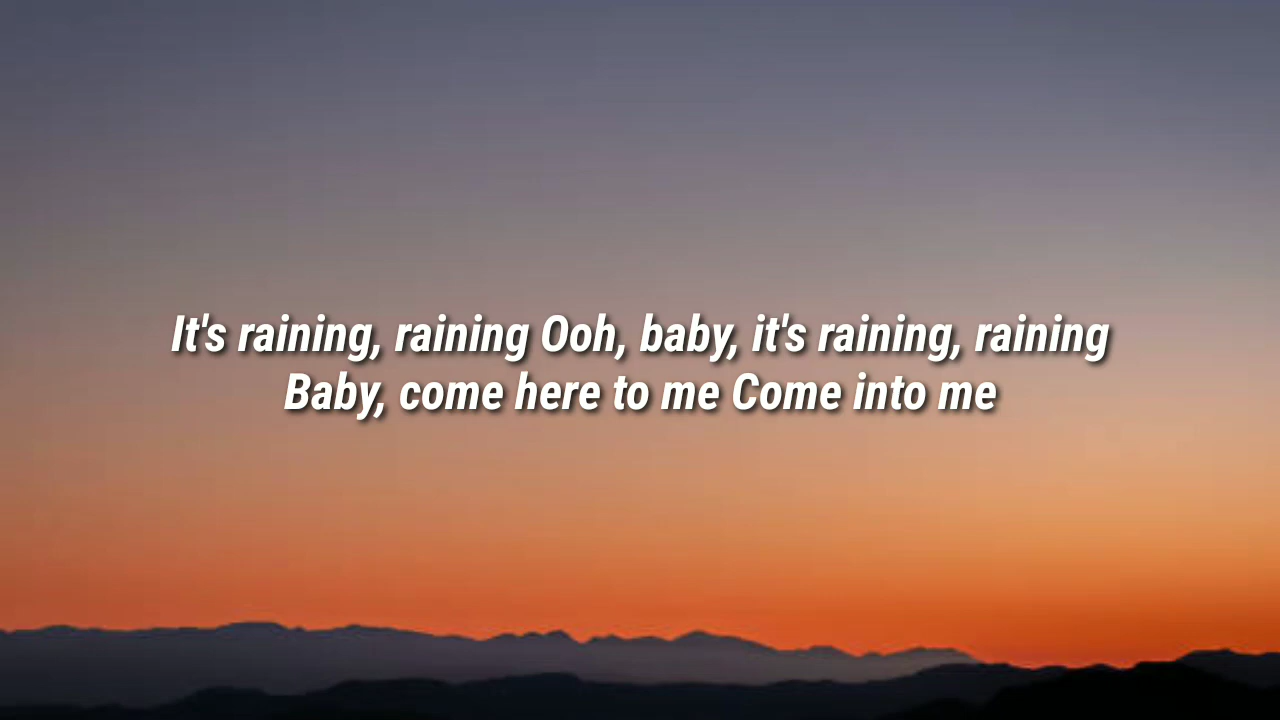 It's raining, raining Ooh, baby, it's raining, raining
Baby, come here to me Come into me